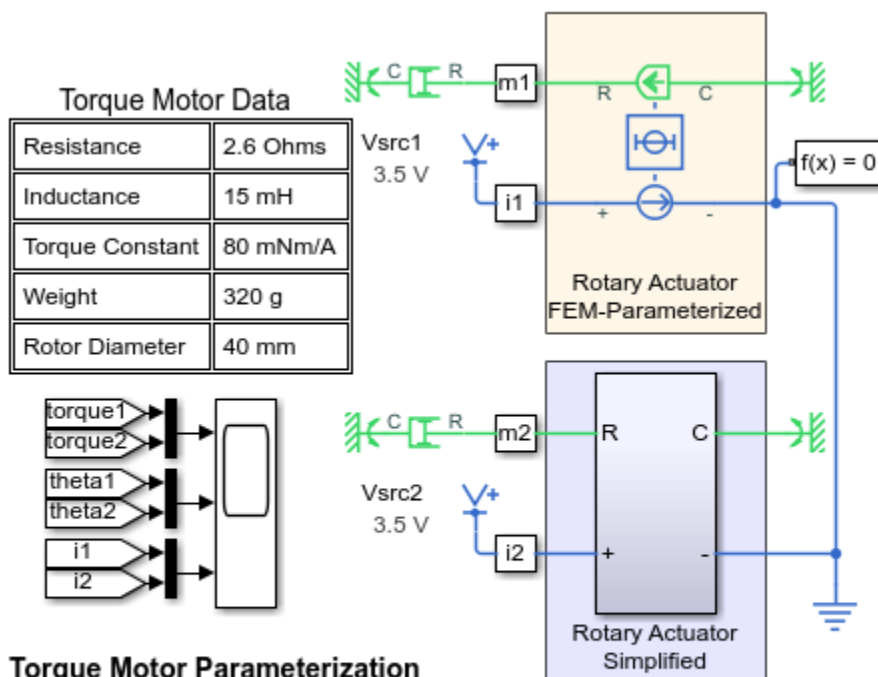 Torque Motor Data
Resistance 2.6 Ohms
Inductance 15 mH
Torque Constant 80 mNm/A
Weight 320 g
Rotor Diameter 40 mm
C R m1 R C
Vsrc1
3.5 V
i1 + -
f(x) = 0
Rotary Actuator
FEM-Parameterized
torque1
torque2
theta1
theta2
i1
i2
C R m2 R C
Vsrc2
3.5 V
i2 + -
Rotary Actuator
Simplified
Torque Motor Parameterization